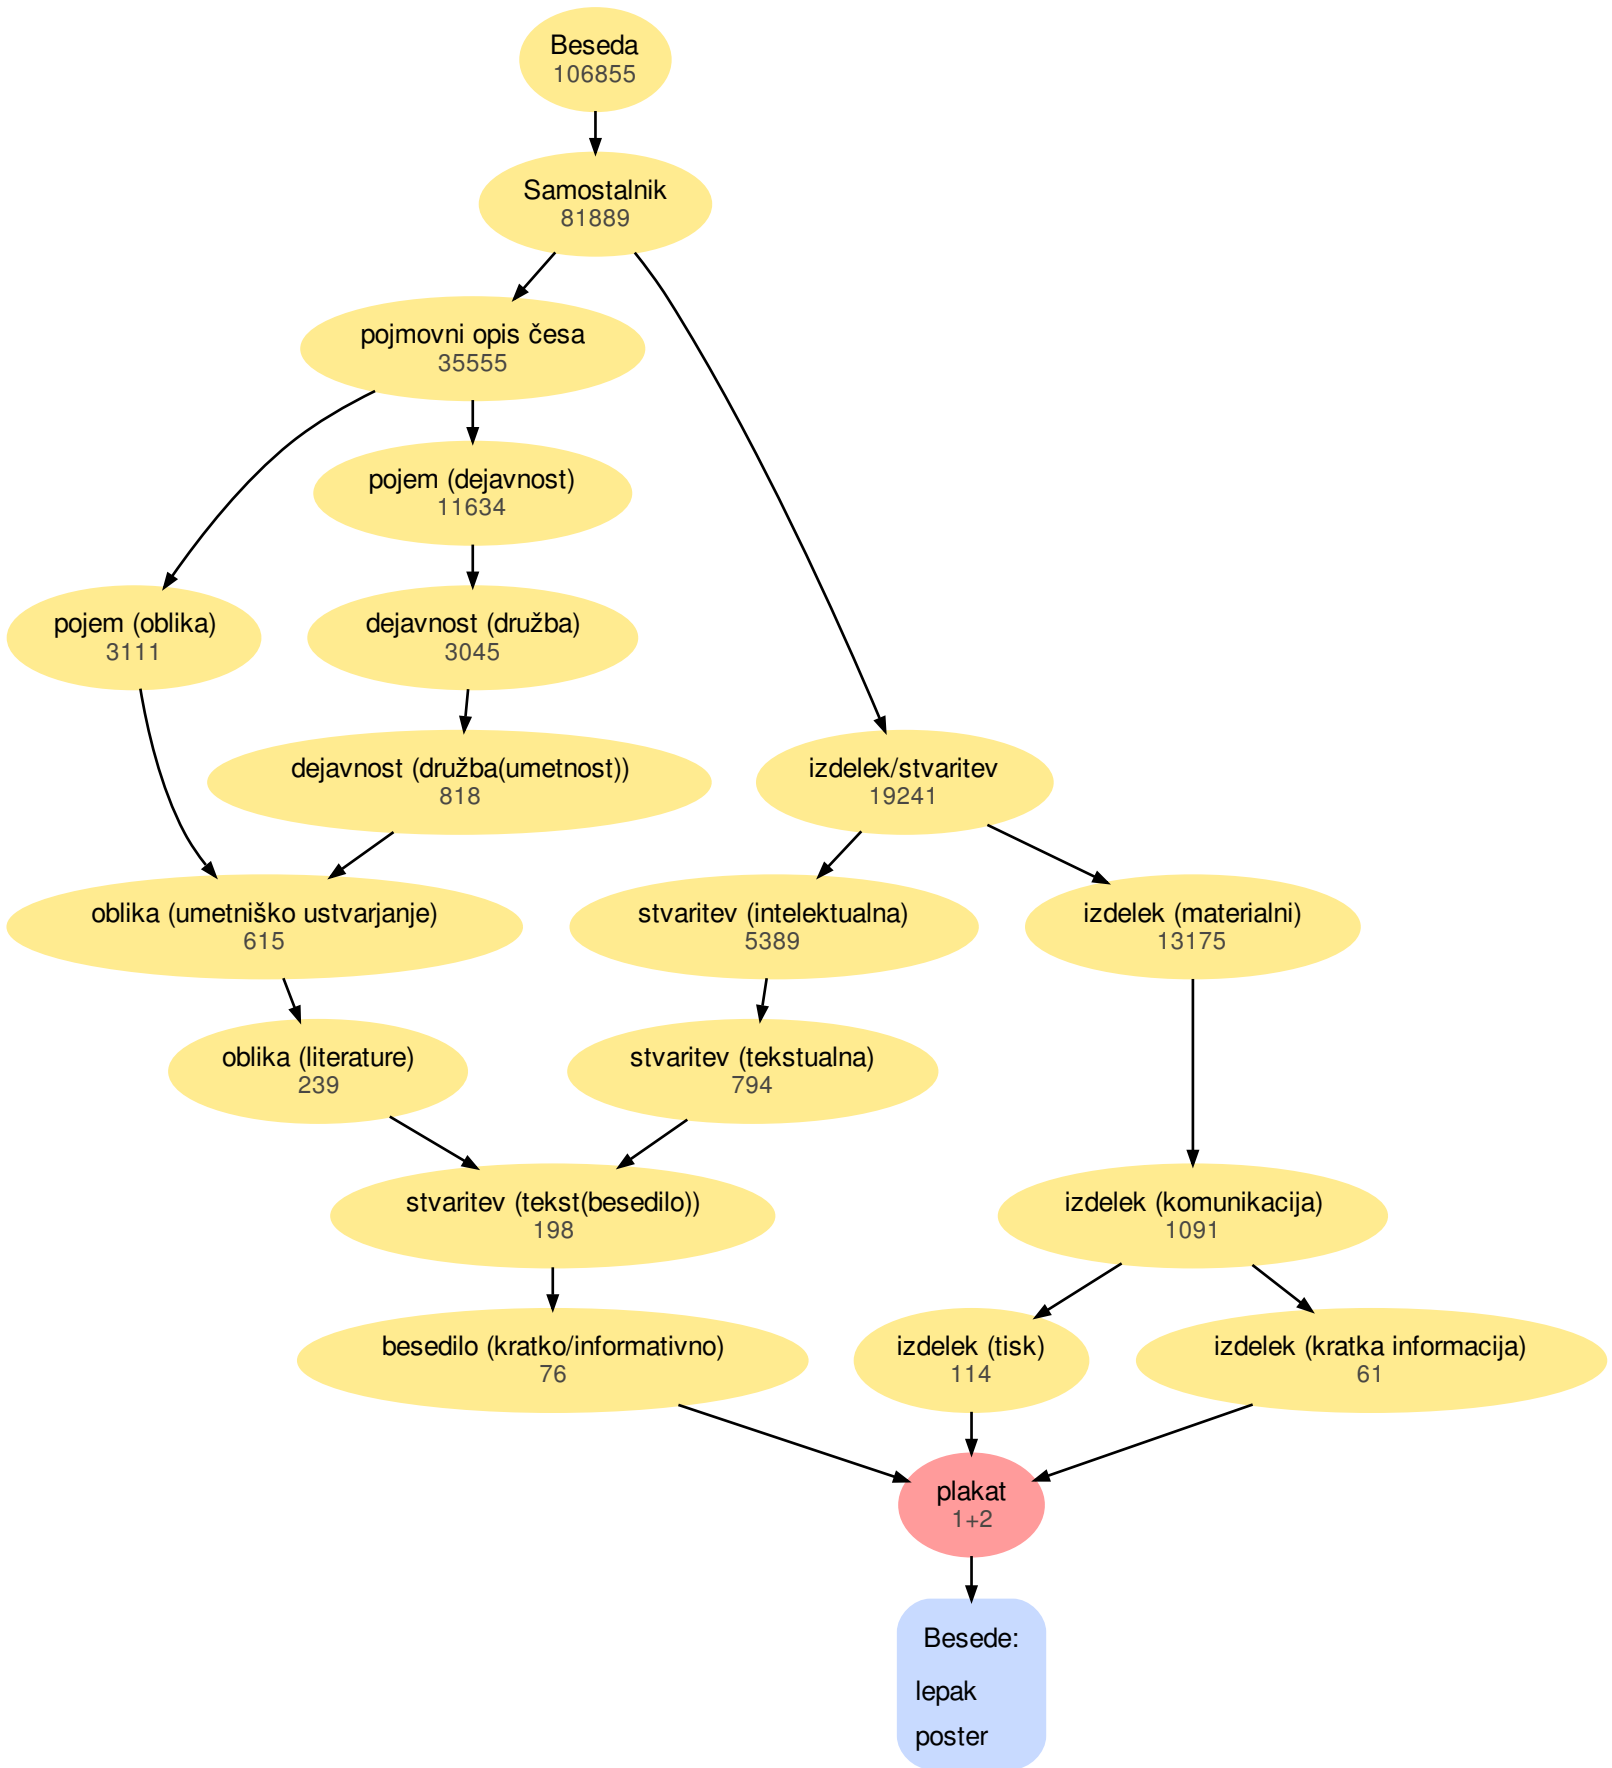 Beseda
106855
Samostalnik
81889
pojmovni opis česa
35555
pojem (dejavnost)
11634
pojem (oblika)
3111
dejavnost (družba)
3045
dejavnost (družba(umetnost))
818
izdelek/stvaritev
19241
oblika (umetniško ustvarjanje)
615
stvaritev (intelektualna)
5389
izdelek (materialni)
13175
oblika (literature)
239
stvaritev (tekstualna)
794
stvaritev (tekst(besedilo))
198
izdelek (komunikacija)
1091
besedilo (kratko/informativno)
76
izdelek (tisk)
114
izdelek (kratka informacija)
61
plakat
1+2
Besede:
lepak
poster